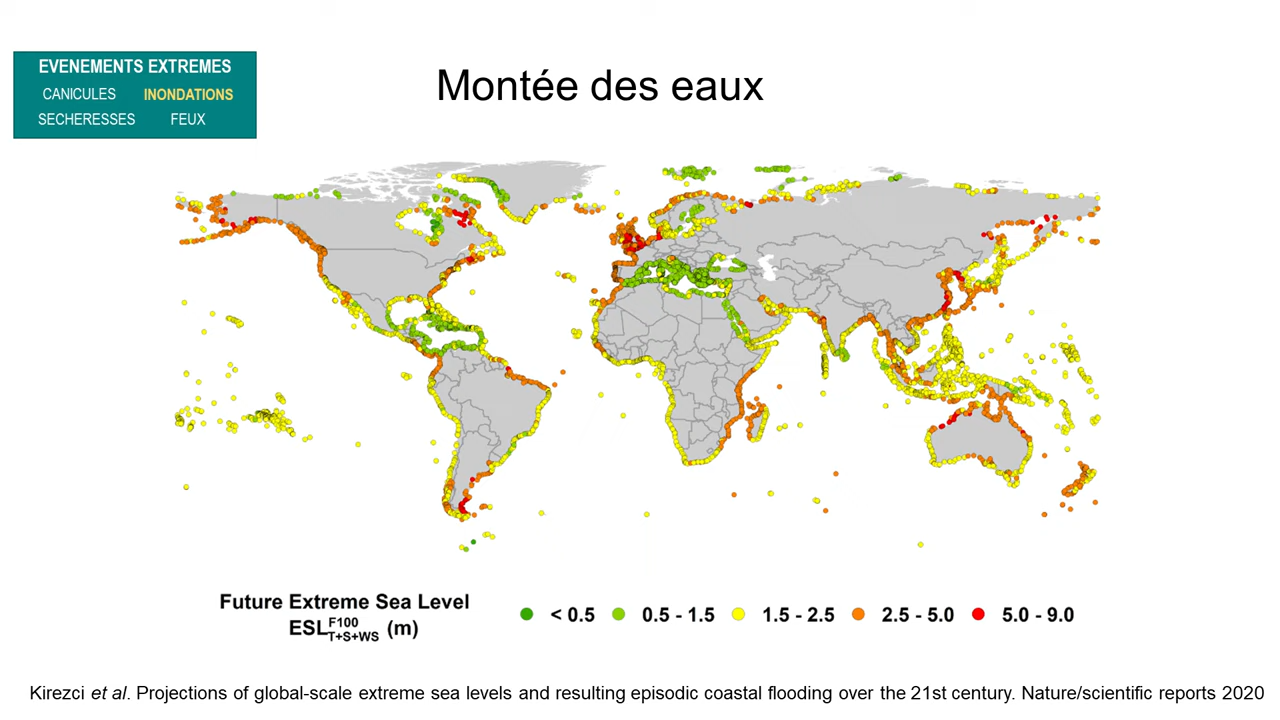 EVENEMENTS EXTREMES
CANICULES INONDATIONS
SECHERESSES FEUX
Montée des eaux
Future Extreme Sea Level
ESL F100 T+S+WS (m)
< 0.5 0.5 - 1.5 1.5 - 2.5 2.5 - 5.0 5.0 - 9.0
Kirezci et al. Projections of global-scale extreme sea levels and resulting episodic coastal flooding over the 21st century. Nature/scientific reports 2020